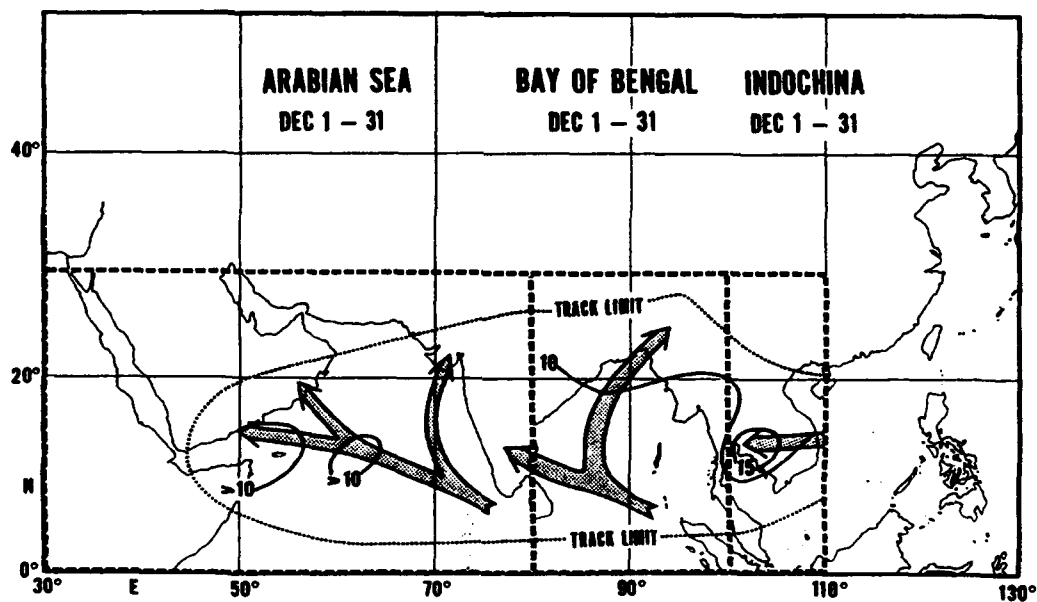 ARABIAN SEA BAY OF BENGAL INDOCHINA
DEC 1 – 31 DEC 1 – 31 DEC 1 – 31
40°
TRACK LIMIT
10
20°
15
>10
>10
N
TRACK LIMIT
0°
30° E 50° 70° 90° 110° 130°